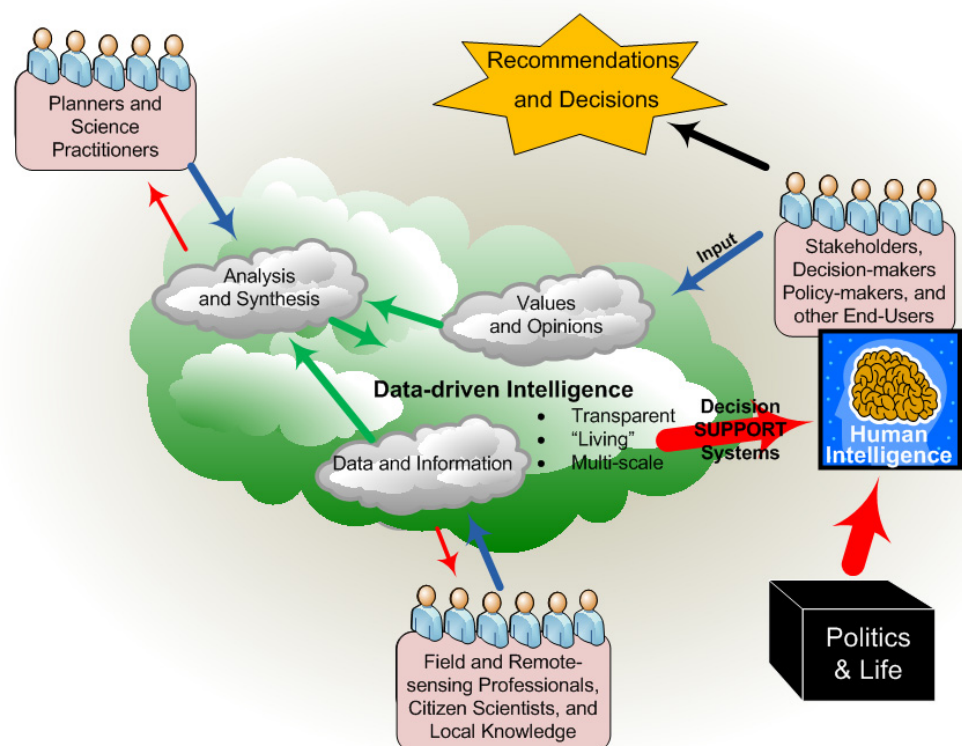 Planners and
Science
Practitioners
Recommendations
and Decisions
Input
Stakeholders,
Decision-makers
Policy-makers, and
other End-Users
Analysis
and Synthesis
Values
and Opinions
Data-driven Intelligence
• Transparent
• “Living”
• Multi-scale
Decision
SUPPORT
Systems
Human
Intelligence
Data and Information
Field and Remote-
sensing Professionals,
Citizen Scientists, and
Local Knowledge
Politics
& Life